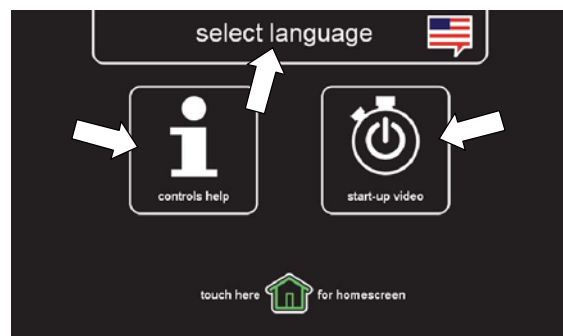 select language
controls help
start-up video
touch here for homescreen